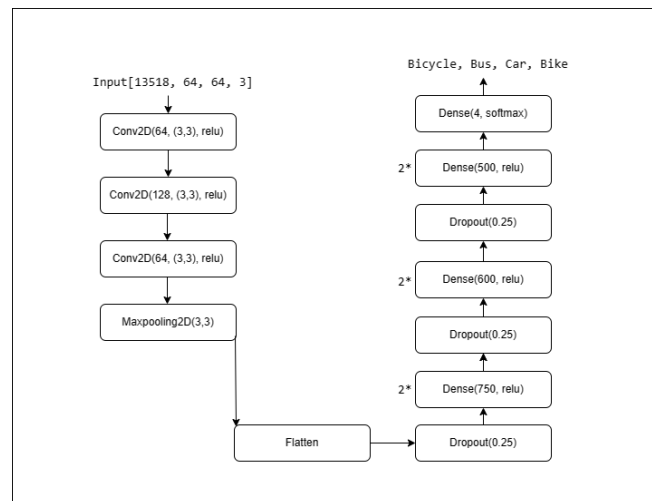 Input[13518, 64, 64, 3]
Conv2D(64, (3,3), relu)
Conv2D(128, (3,3), relu)
Conv2D(64, (3,3), relu)
Maxpooling2D(3,3)
Flatten
Dropout(0.25)
2* Dense(750, relu)
Dropout(0.25)
2* Dense(600, relu)
Dropout(0.25)
2* Dense(500, relu)
Dense(4, softmax)
Bicycle, Bus, Car, Bike